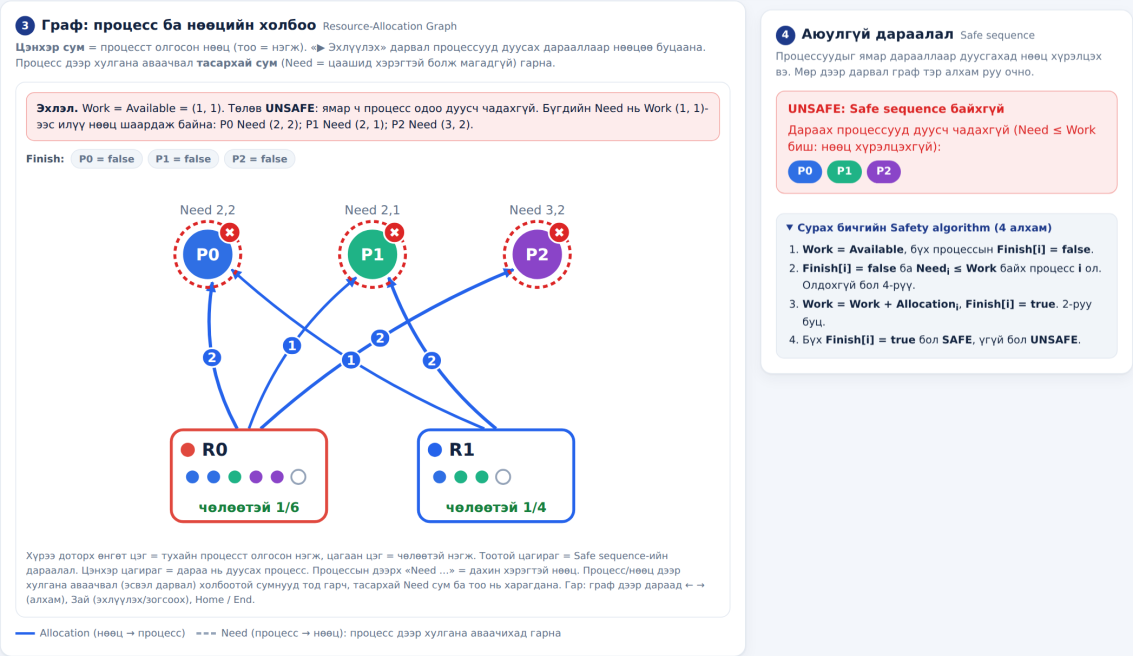 3 Граф: процесс ба нөөцийн холбоо Resource-Allocation Graph
Цэнхэр сум = процесст олгосон нөөц (тоо = нэгж). «▶ Эхлүүлэх» дарвал процессууд дуусах дарааллаар нөөцөө буцаана.
Процесс дээр хулгана аваачвал тасархай сум (Need = цаашид хэрэгтэй болж магадгүй) гарна.
Эхлэл. Work = Available = (1, 1). Төлөв UNSAFE: ямар ч процесс одоо дуусч чадахгүй. Бүгдийн Need нь Work (1, 1)-
ээс илүү нөөц шаардаж байна: P0 Need (2, 2); P1 Need (2, 1); P2 Need (3, 2).
Finish: P0 = false P1 = false P2 = false
Need 2,2 Need 2,1 Need 3,2
P0 P1 P2
2 1 1 2 2
R0 R1
чөлөөтэй 1/6 чөлөөтэй 1/4
Хүрээ доторх өнгөт цэг = тухайн процесст олгосон нэгж, цагаан цэг = чөлөөтэй нэгж. Тоотой цагираг = Safe sequence-ийн
дараалал. Цэнхэр цагираг = дараа нь дуусах процесс. Процессын дээрх «Need …» = дахин хэрэгтэй нөөц. Процесс/нөөц дээр
хулгана аваачвал (эсвэл дарвал) холбоотой сумнууд тод гарч, тасархай Need сум ба тоо нь харагдана. Гар: граф дээр дараад ← →
(алхам), Зай (эхлүүлэх/зогсоох), Home / End.
Allocation (нөөц → процесс) Need (процесс → нөөц): процесс дээр хулгана аваачихад гарна
4 Аюулгүй дараалал Safe sequence
Процессуудыг ямар дарааллаар дуусгахад нөөц хүрэлцэх
вэ. Мөр дээр дарвал граф тэр алхам руу очно.
UNSAFE: Safe sequence байхгүй
Дараах процессууд дуусч чадахгүй (Need ≤ Work
биш: нөөц хүрэлцэхгүй):
P0 P1 P2
▼ Сурах бичгийн Safety algorithm (4 алхам)
1. Work = Available, бүх процессын Finish[i] = false.
2. Finish[i] = false ба Needᵢ ≤ Work байх процесс i ол.
Олдохгүй бол 4-рүү.
3. Work = Work + Allocationᵢ, Finish[i] = true. 2-руу
буц.
4. Бүх Finish[i] = true бол SAFE, үгүй бол UNSAFE.